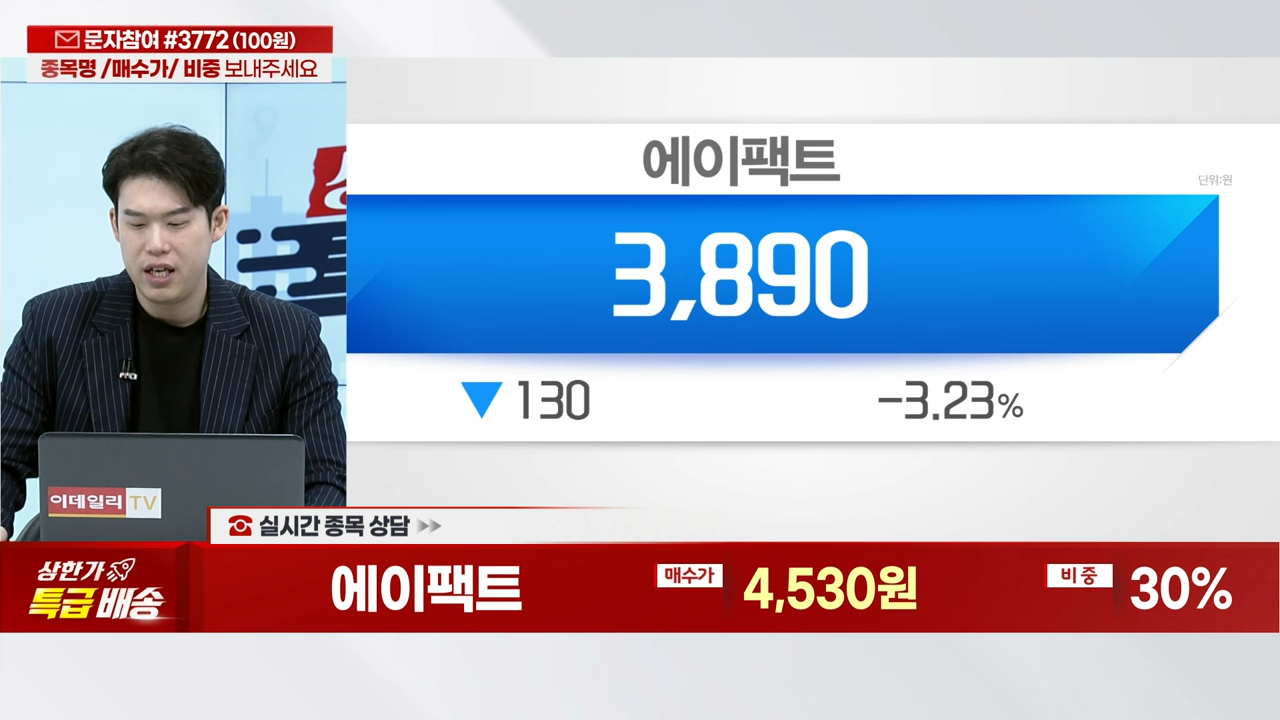 문자참여 #3772 (100원)
종목명 /매수가/ 비중 보내주세요
에이팩트
단위:원
3,890
▼ 130 -3.23%
이데일리 TV
실시간 종목 상담
상한가
특급 배송
에이팩트 매수가 4,530원 비중 30%